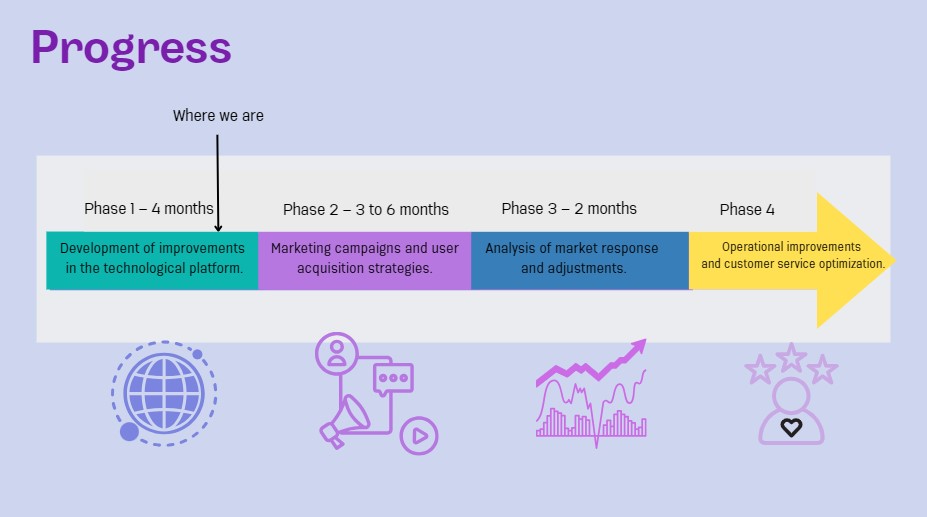 Progress
Where we are
Phase 1 – 4 months
Phase 2 – 3 to 6 months
Phase 3 – 2 months
Phase 4
Development of improvements
in the technological platform.
Marketing campaigns and user
acquisition strategies.
Analysis of market response
and adjustments.
Operational improvements
and customer service optimization.